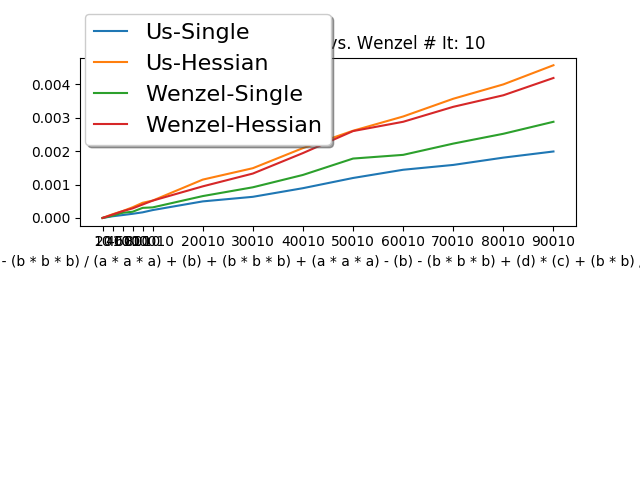 Us-Single
Us-Hessian
Wenzel-Single
Wenzel-Hessian
vs. Wenzel # It: 10
0.004
0.003
0.002
0.001
0.000
20010 30010 40010 50010 60010 70010 80010 90010
- (b * b * b) / (a * a * a) + (b) + (b * b * b) + (a * a * a) - (b) - (b * b * b) + (d) * (c) + (b * b)